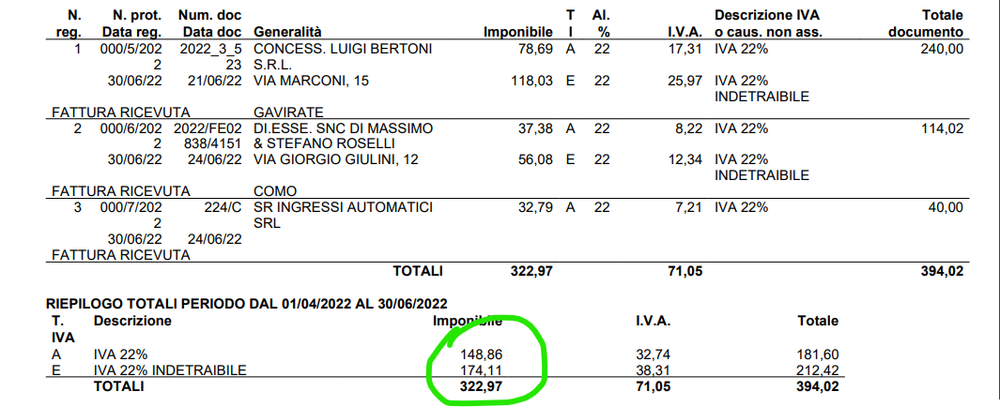 N. N. prot. Num. doc T Al. Descrizione IVA Totale
reg. Data reg. Data doc Generalità Imponibile I % I.V.A. o caus. non ass. documento
1 000/5/202 2022_3_5 CONCESS. LUIGI BERTONI 78,69 A 22 17,31 IVA 22% 240,00
2 23 S.R.L.
30/06/22 21/06/22 VIA MARCONI, 15 118,03 E 22 25,97 IVA 22%
INDETRAIBILE
FATTURA RICEVUTA GAVIRATE
2 000/6/202 2022/FE02 DI.ESSE. SNC DI MASSIMO 37,38 A 22 8,22 IVA 22% 114,02
2 838/4151 & STEFANO ROSELLI
30/06/22 24/06/22 VIA GIORGIO GIULINI, 12 56,08 E 22 12,34 IVA 22%
INDETRAIBILE
FATTURA RICEVUTA COMO
3 000/7/202 224/C SR INGRESSI AUTOMATICI 32,79 A 22 7,21 IVA 22% 40,00
2 SRL
30/06/22 24/06/22
FATTURA RICEVUTA
TOTALI 322,97 71,05 394,02
RIEPILOGO TOTALI PERIODO DAL 01/04/2022 AL 30/06/2022
T. Descrizione Imponibile I.V.A. Totale
IVA
A IVA 22% 148,86 32,74 181,60
E IVA 22% INDETRAIBILE 174,11 38,31 212,42
TOTALI 322,97 71,05 394,02